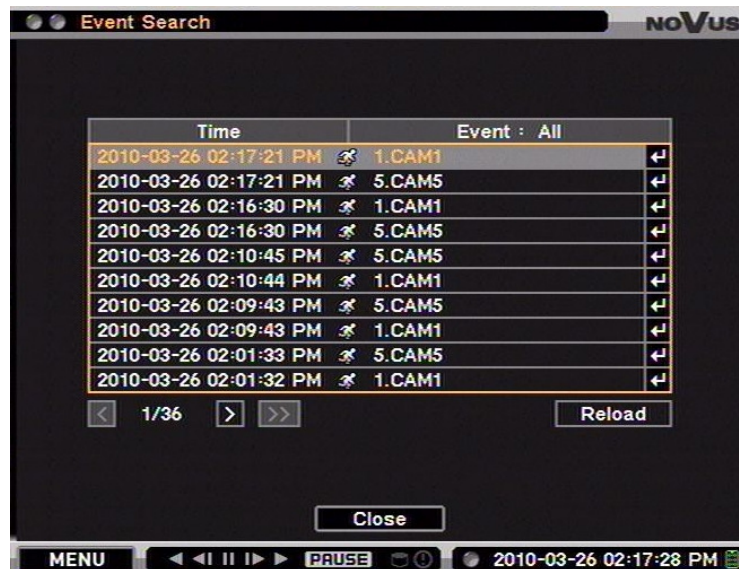 Event Search
NOVUS
Time Event : All
2010-03-26 02:17:21 PM 1.CAM1
2010-03-26 02:17:21 PM 5.CAM5
2010-03-26 02:16:30 PM 1.CAM1
2010-03-26 02:16:30 PM 5.CAM5
2010-03-26 02:10:45 PM 5.CAM5
2010-03-26 02:10:44 PM 1.CAM1
2010-03-26 02:09:43 PM 5.CAM5
2010-03-26 02:09:43 PM 1.CAM1
2010-03-26 02:01:33 PM 5.CAM5
2010-03-26 02:01:32 PM 1.CAM1
< 1/36 > >> Reload
Close
MENU PAUSE 2010-03-26 02:17:28 PM